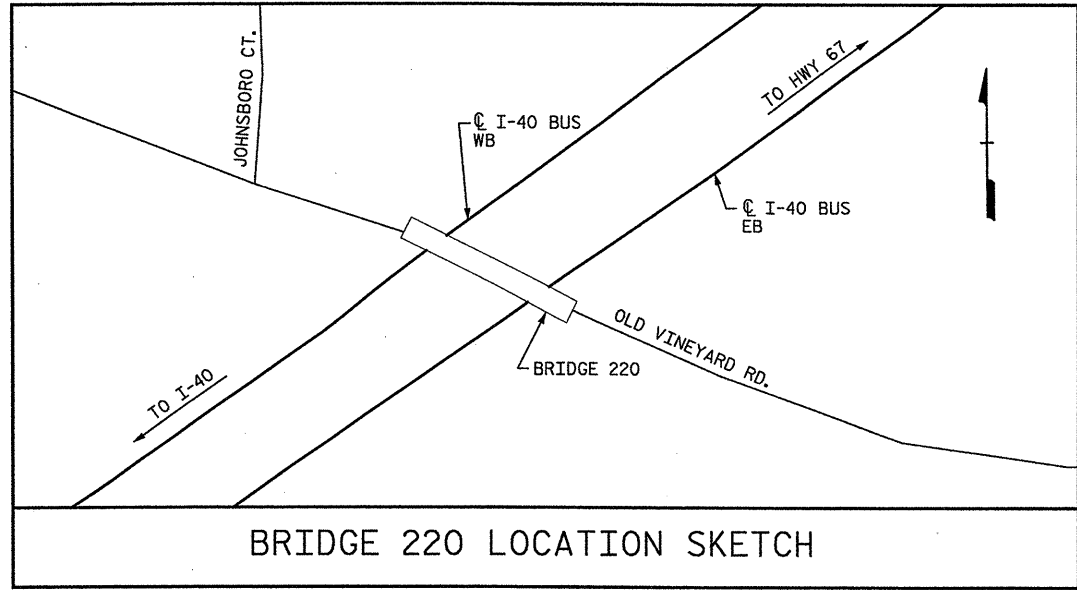 JOHNSBORO CT.
TO HWY 67
℄ I-40 BUS
WB
℄ I-40 BUS
EB
OLD VINEYARD RD.
BRIDGE 220
TO I-40
BRIDGE 220 LOCATION SKETCH